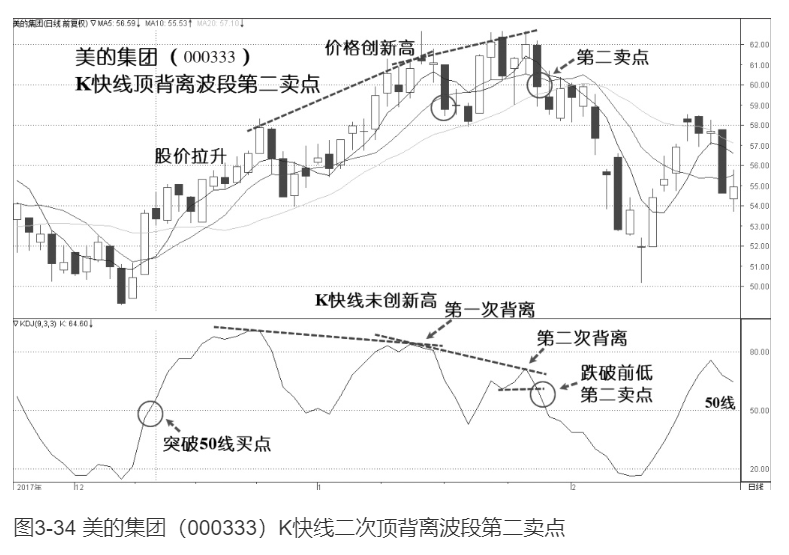 美的集团(日线 前复权) ▽ MA5: 56.59↓ MA10: 55.53↑ MA20: 57.10↓
美的集团（000333）
K快线顶背离波段第二卖点
价格创新高
第二卖点
股价拉升
62.00
61.00
60.00
59.00
58.00
57.00
56.00
55.00
54.00
53.00
52.00
51.00
50.00
▽ KDJ(9,3,3) K: 64.60↓
K快线未创新高
第一次背离
第二次背离
跌破前低
第二卖点
突破50线买点
50线
80.00
50.00
20.00
2017年
12
1
2
日线
图3-34 美的集团（000333）K快线二次顶背离波段第二卖点